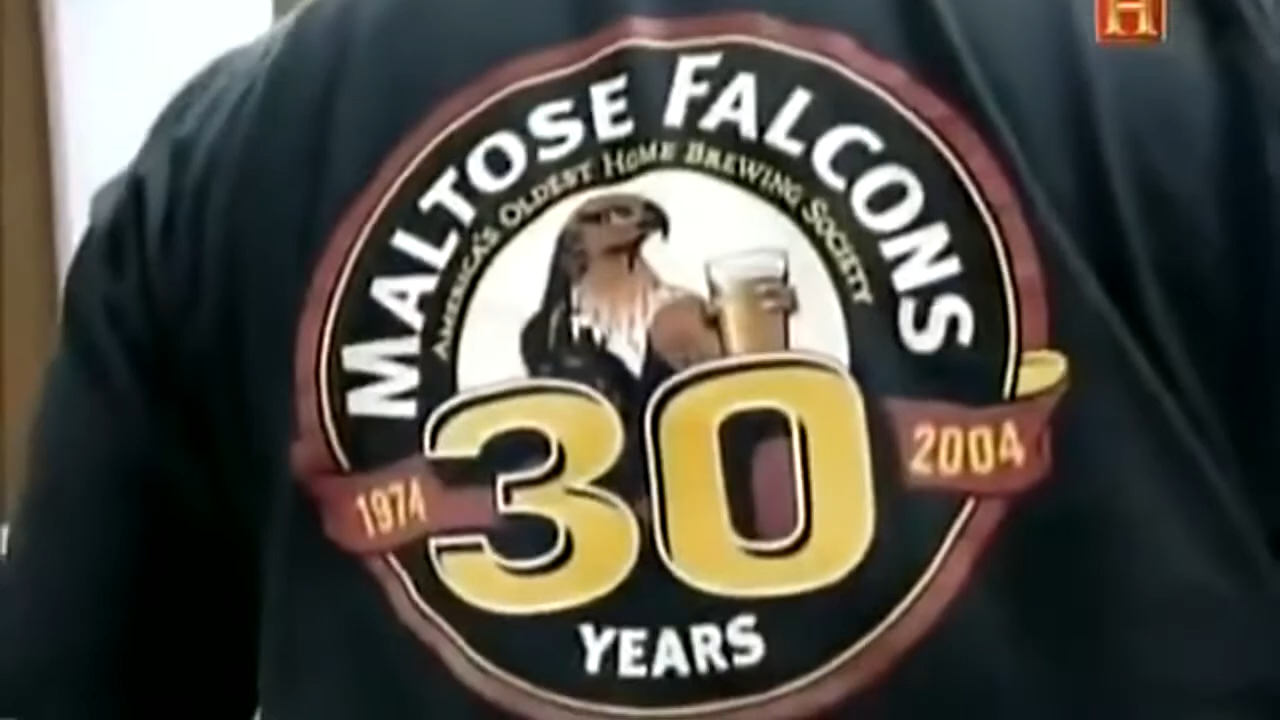 MALTOSE FALCONS
AMERICA'S OLDEST HOME BREWING SOCIETY
1974
30
2004
YEARS
H